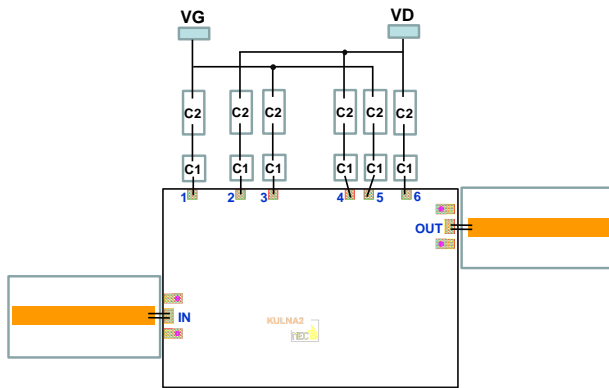 VG VD
C2 C2 C2 C2 C2 C2
C1 C1 C1 C1 C1 C1
1 2 3 4 5 6
OUT
IN
KULNA2